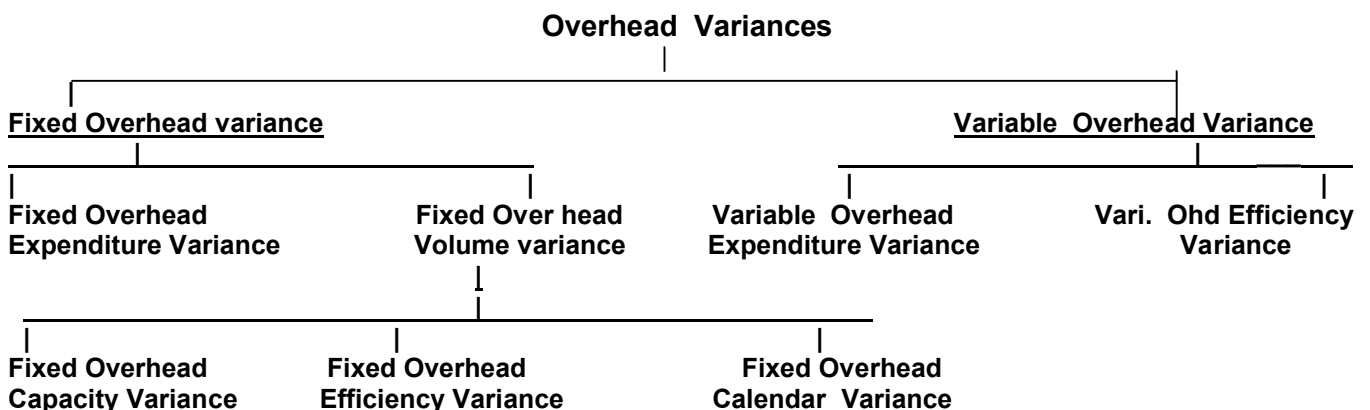 Overhead Variances
Fixed Overhead variance Variable Overhead Variance
Fixed Overhead Fixed Over head Variable Overhead Vari. Ohd Efficiency
Expenditure Variance Volume variance Expenditure Variance Variance
Fixed Overhead Fixed Overhead Fixed Overhead
Capacity Variance Efficiency Variance Calendar Variance